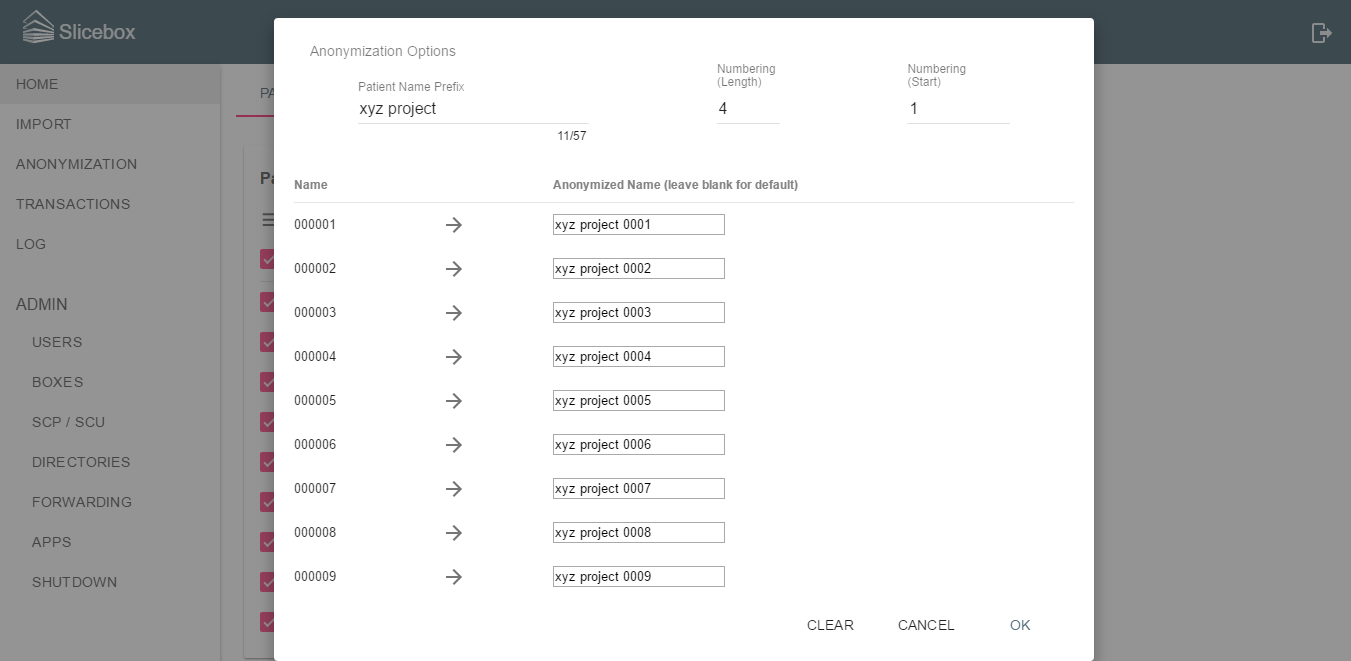 Slicebox
HOME
IMPORT
ANONYMIZATION
TRANSACTIONS
LOG
ADMIN
USERS
BOXES
SCP / SCU
DIRECTORIES
FORWARDING
APPS
SHUTDOWN
PA
Pa
Anonymization Options
Patient Name Prefix
xyz project
11/57
Numbering
(Length)
4
Numbering
(Start)
1
Name Anonymized Name (leave blank for default)
000001 → xyz project 0001
000002 → xyz project 0002
000003 → xyz project 0003
000004 → xyz project 0004
000005 → xyz project 0005
000006 → xyz project 0006
000007 → xyz project 0007
000008 → xyz project 0008
000009 → xyz project 0009
CLEAR CANCEL OK